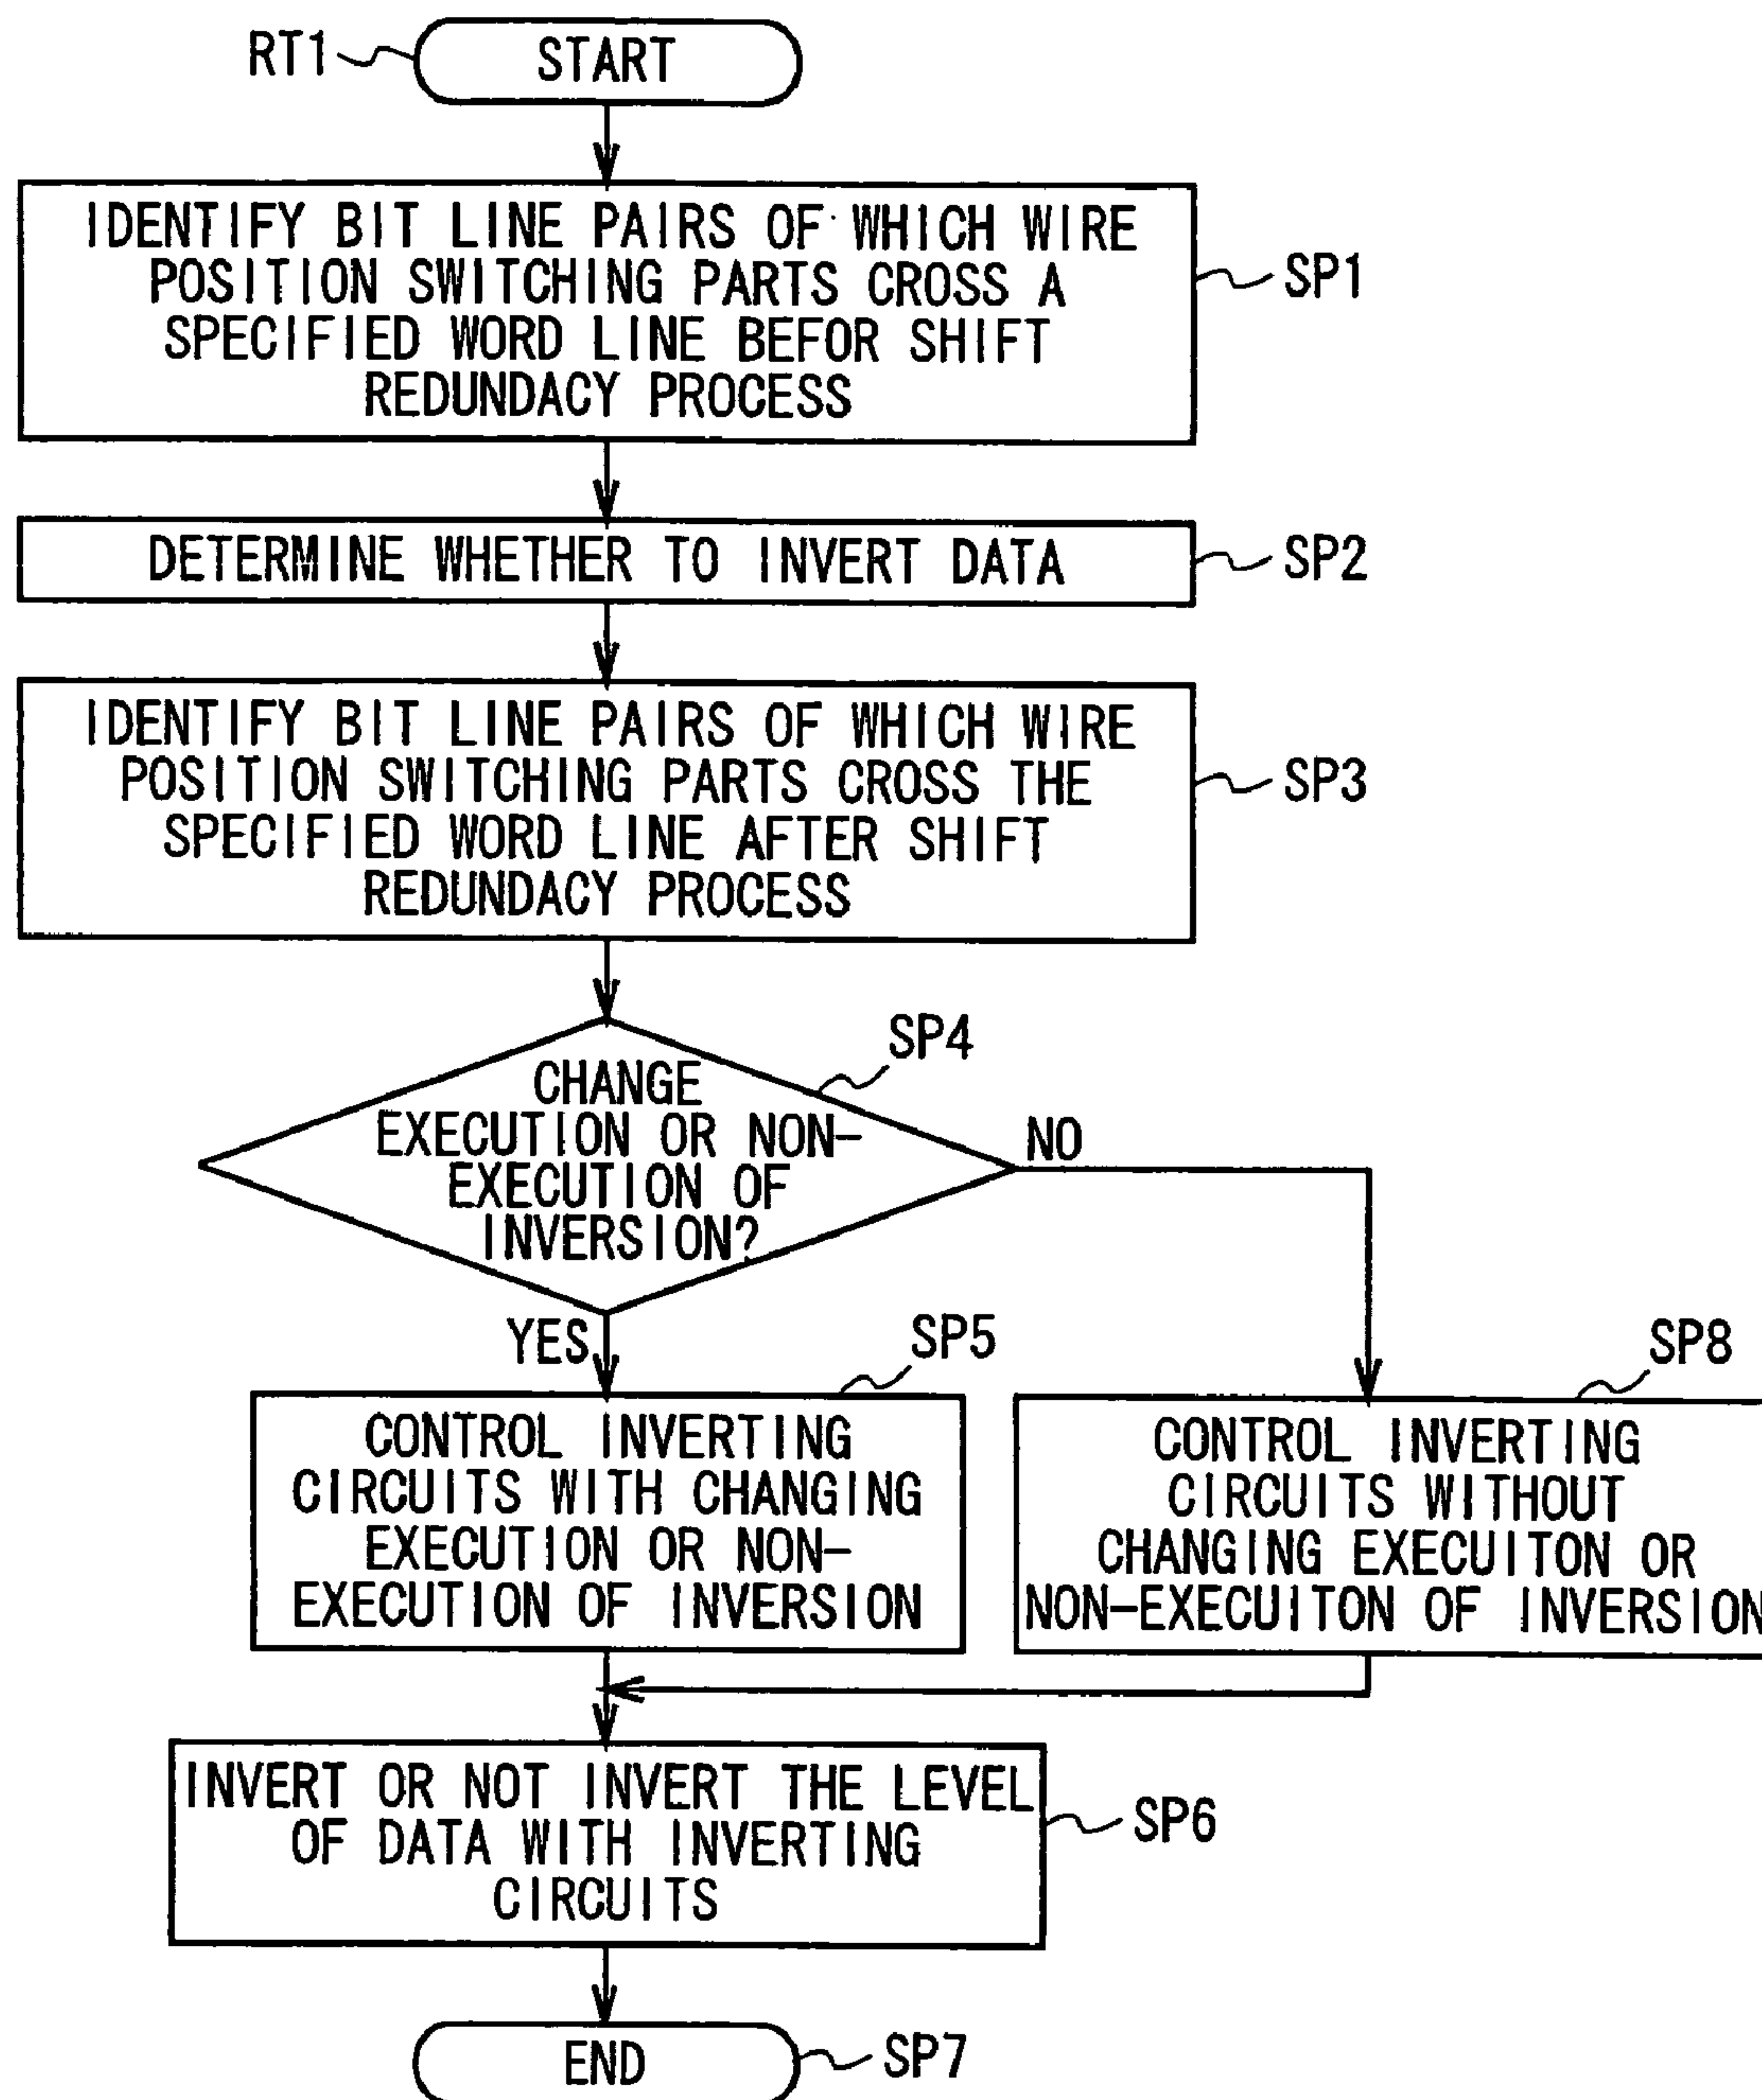 RT1
START
IDENTIFY BIT LINE PAIRS OF WHICH WIRE
POSITION SWITCHING PARTS CROSS A
SPECIFIED WORD LINE BEFOR SHIFT
REDUNDACY PROCESS
SP1
DETERMINE WHETHER TO INVERT DATA
SP2
IDENTIFY BIT LINE PAIRS OF WHICH WIRE
POSITION SWITCHING PARTS CROSS THE
SPECIFIED WORD LINE AFTER SHIFT
REDUNDACY PROCESS
SP3
SP4
CHANGE
EXECUTION OR NON-
EXECUTION OF
INVERSION?
NO
YES
SP5
CONTROL INVERTING
CIRCUITS WITH CHANGING
EXECUTION OR NON-
EXECUTION OF INVERSION
SP8
CONTROL INVERTING
CIRCUITS WITHOUT
CHANGING EXECUITON OR
NON-EXECUITON OF INVERSION
INVERT OR NOT INVERT THE LEVEL
OF DATA WITH INVERTING
CIRCUITS
SP6
END
SP7